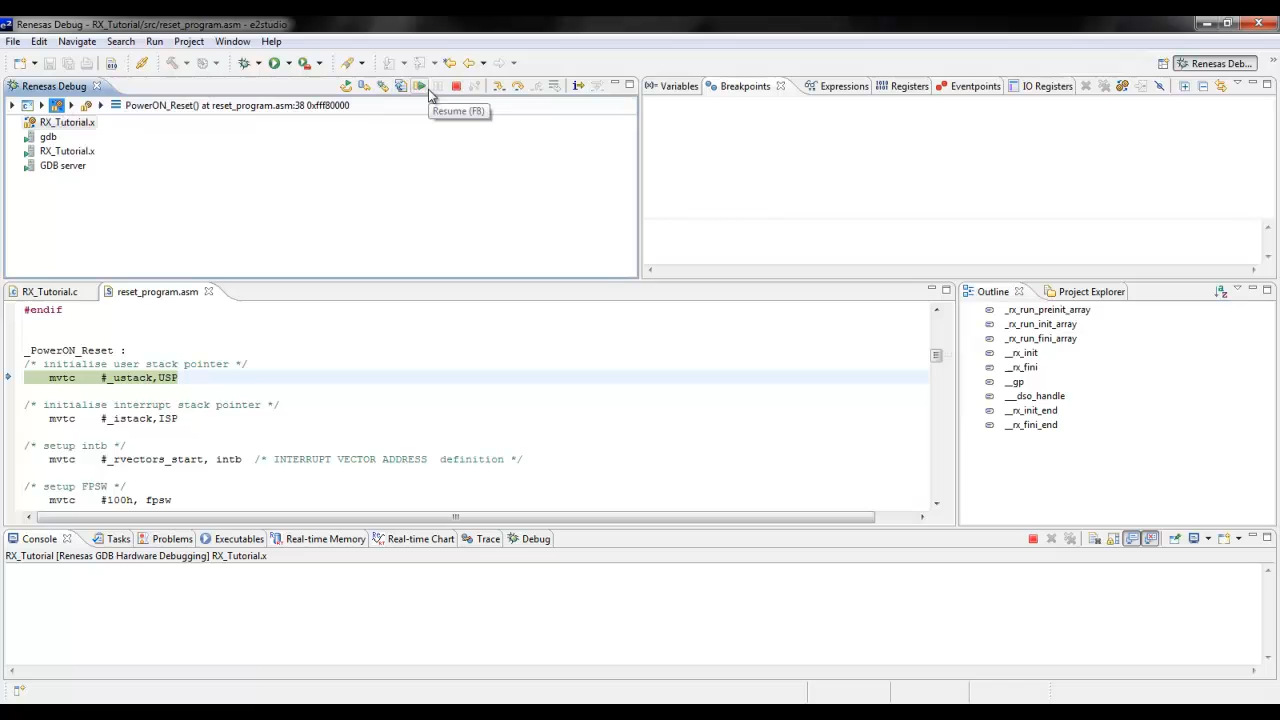 Renesas Debug - RX_Tutorial/src/reset_program.asm - e2studio
File Edit Navigate Search Run Project Window Help
Renesas Deb...
Renesas Debug
PowerON_Reset() at reset_program.asm:38 0xfff80000
Resume (F8)
RX_Tutorial.x
gdb
RX_Tutorial.x
GDB server
(x)= Variables Breakpoints Expressions Registers Eventpoints IO Registers
RX_Tutorial.c reset_program.asm
#endif
_PowerON_Reset :
/* initialise user stack pointer */
mvtc #_ustack,USP
/* initialise interrupt stack pointer */
mvtc #_istack,ISP
/* setup intb */
mvtc #_rvectors_start, intb /* INTERRUPT VECTOR ADDRESS definition */
/* setup FPSW */
mvtc #100h, fpsw
Outline Project Explorer
_rx_run_preinit_array
_rx_run_init_array
_rx_run_fini_array
__rx_init
__rx_fini
__gp
___dso_handle
__rx_init_end
__rx_fini_end
Console Tasks Problems Executables Real-time Memory Real-time Chart Trace Debug
RX_Tutorial [Renesas GDB Hardware Debugging] RX_Tutorial.x